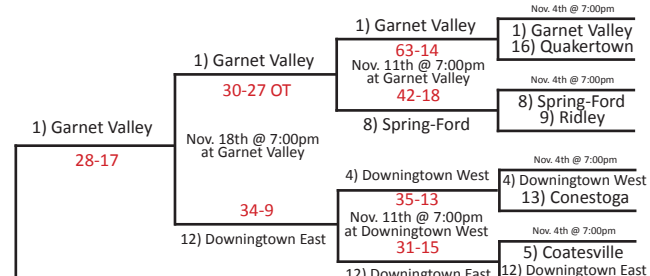 Nov. 4th @ 7:00pm
1) Garnet Valley
16) Quakertown
1) Garnet Valley
63-14
Nov. 11th @ 7:00pm
at Garnet Valley
42-18
8) Spring-Ford
Nov. 4th @ 7:00pm
8) Spring-Ford
9) Ridley
1) Garnet Valley
30-27 OT
Nov. 18th @ 7:00pm
at Garnet Valley
34-9
12) Downingtown East
1) Garnet Valley
28-17
Nov. 4th @ 7:00pm
4) Downingtown West
13) Conestoga
4) Downingtown West
35-13
Nov. 11th @ 7:00pm
at Downingtown West
31-15
12) Downingtown East
Nov. 4th @ 7:00pm
5) Coatesville
12) Downingtown East